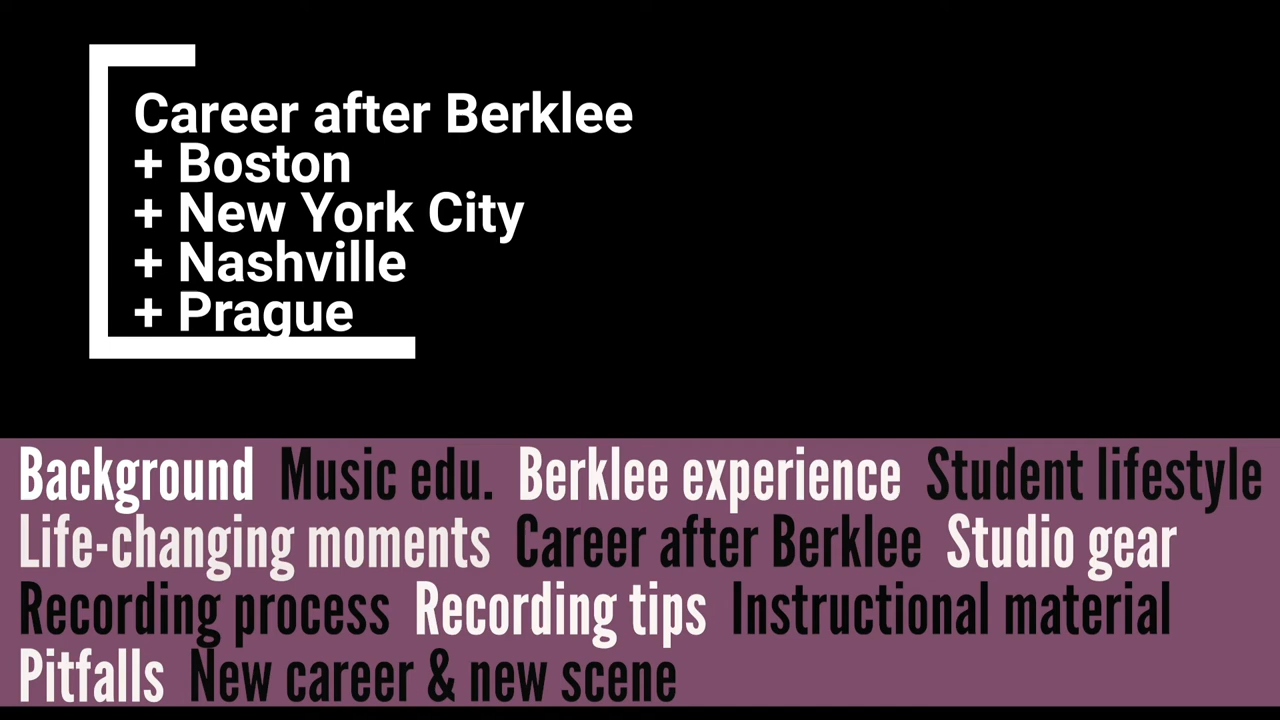 Career after Berklee
+ Boston
+ New York City
+ Nashville
+ Prague
Background Music edu. Berklee experience Student lifestyle
Life-changing moments Career after Berklee Studio gear
Recording process Recording tips Instructional material
Pitfalls New career & new scene